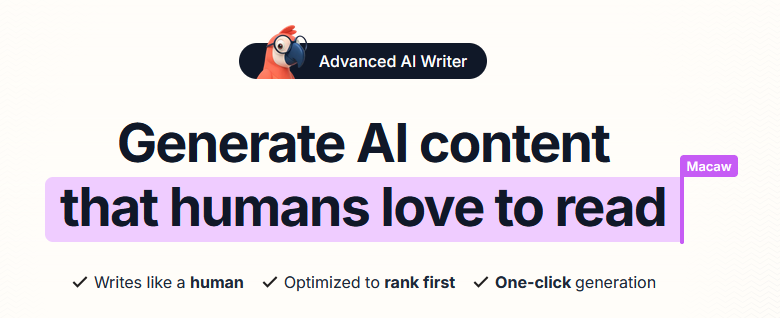 Advanced AI Writer
Generate AI content
Macaw
that humans love to read
Writes like a human Optimized to rank first One-click generation